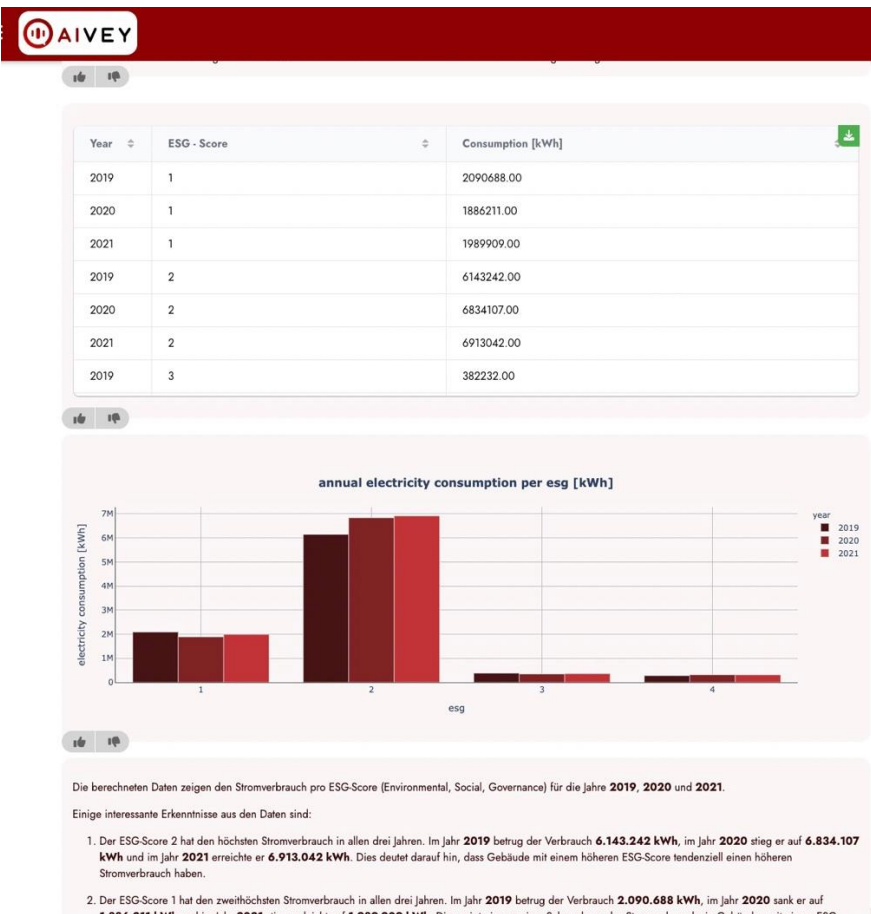 AIVEY
Year ESG - Score Consumption [kWh]
2019 1 2090688.00
2020 1 1886211.00
2021 1 1989909.00
2019 2 6143242.00
2020 2 6834107.00
2021 2 6913042.00
2019 3 382232.00
annual electricity consumption per esg [kWh]
electricity consumption [kWh]
7M
6M
5M
4M
3M
2M
1M
0
1 2 3 4
esg
year
2019
2020
2021
Die berechneten Daten zeigen den Stromverbrauch pro ESG-Score (Environmental, Social, Governance) für die Jahre 2019, 2020 und 2021.
Einige interessante Erkenntnisse aus den Daten sind:
1. Der ESG-Score 2 hat den höchsten Stromverbrauch in allen drei Jahren. Im Jahr 2019 betrug der Verbrauch 6.143.242 kWh, im Jahr 2020 stieg er auf 6.834.107
kWh und im Jahr 2021 erreichte er 6.913.042 kWh. Dies deutet darauf hin, dass Gebäude mit einem höheren ESG-Score tendenziell einen höheren
Stromverbrauch haben.
2. Der ESG-Score 1 hat den zweithöchsten Stromverbrauch in allen drei Jahren. Im Jahr 2019 betrug der Verbrauch 2.090.688 kWh, im Jahr 2020 sank er auf